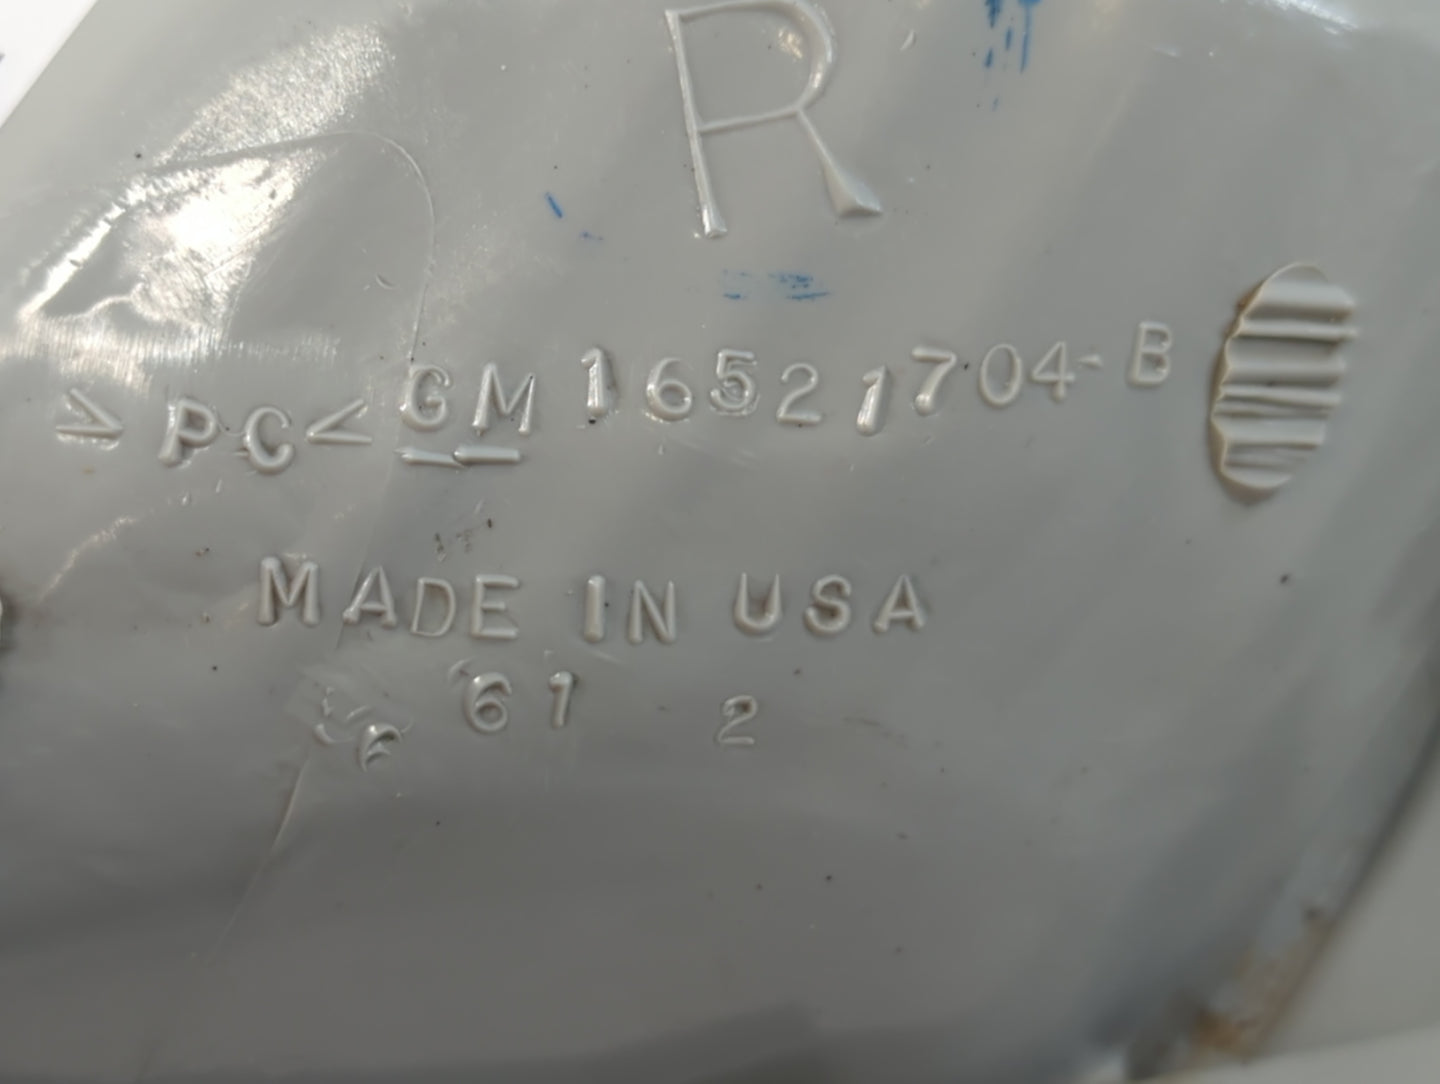 R
>PC< GM 16521704-B
MADE IN USA
61 2